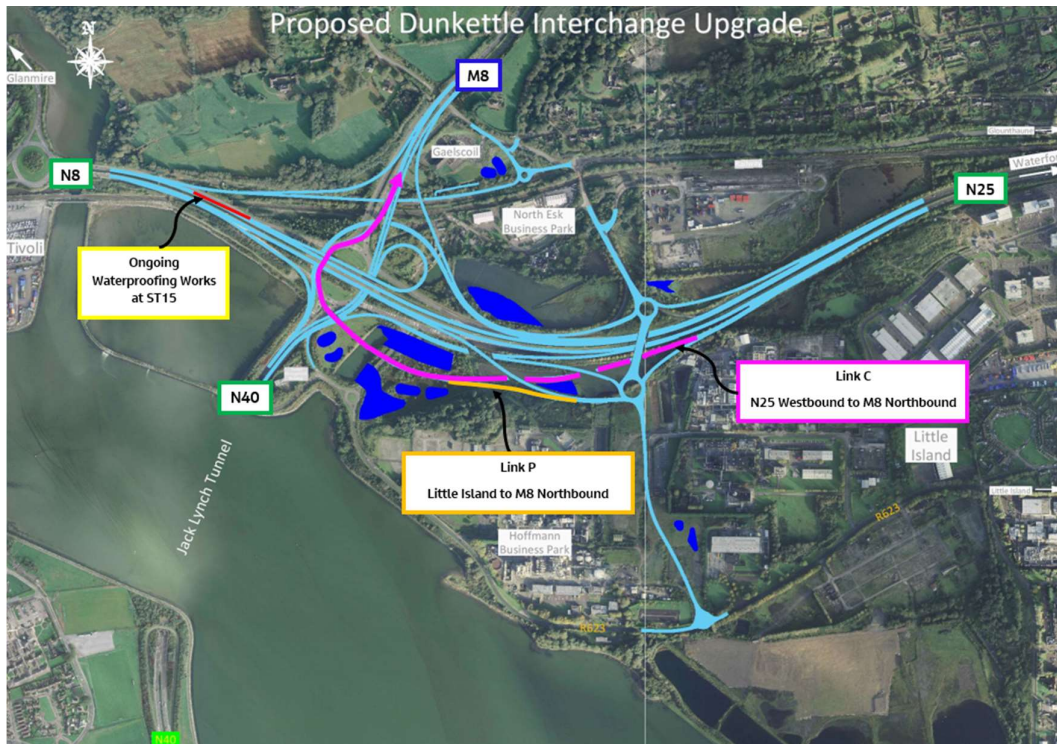 Proposed Dunkettle Interchange Upgrade
N
Glanmire
M8
Gaelscoil
Glounthaune
Waterfo
N8
N25
North Esk
Business Park
Tivoli
Ongoing
Waterproofing Works
at ST15
Link C
N25 Westbound to M8 Northbound
N40
Little
Island
Link P
Little Island to M8 Northbound
Little Island
Jack Lynch Tunnel
R623
Hoffmann
Business Park
R623
N40